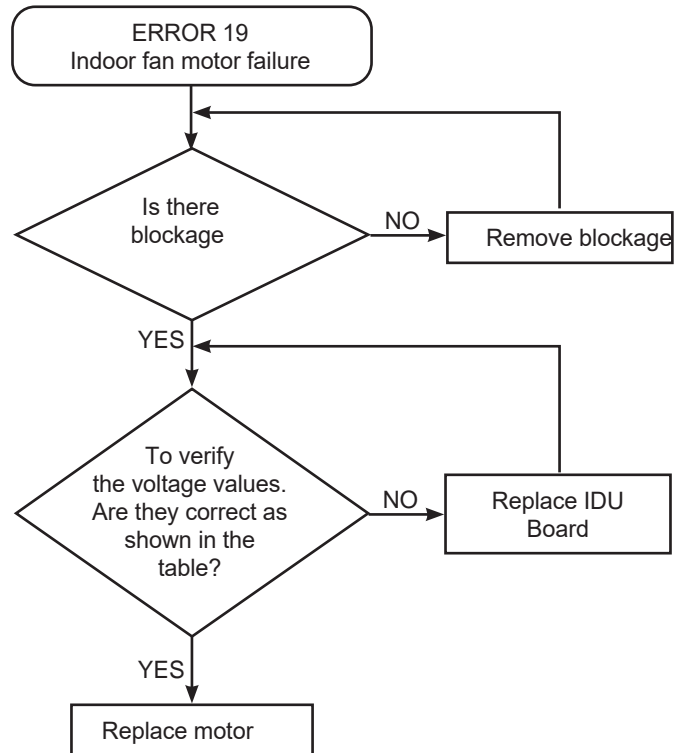 ERROR 19
Indoor fan motor failure
Is there
blockage
NO
Remove blockage
YES
To verify
the voltage values.
Are they correct as
shown in the
table?
NO
Replace IDU
Board
YES
Replace motor